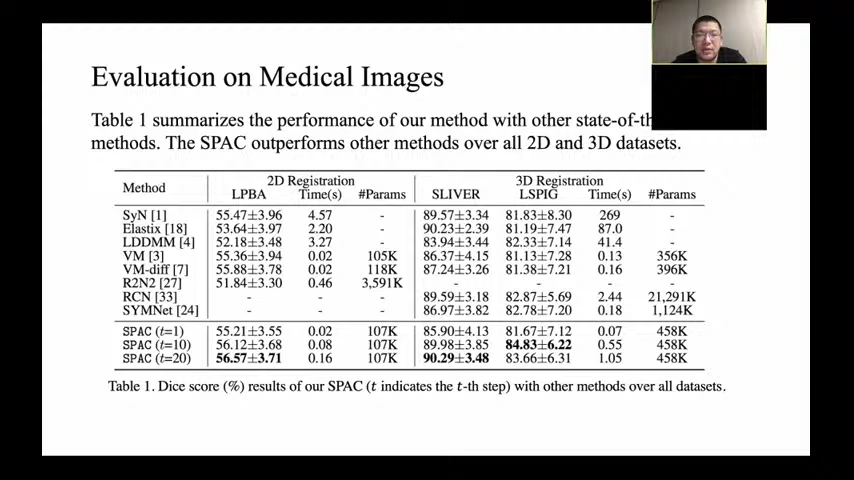 Evaluation on Medical Images
Table 1 summarizes the performance of our method with other state-of-th
methods. The SPAC outperforms other methods over all 2D and 3D datasets.
Method 2D Registration 3D Registration
LPBA Time(s) #Params SLIVER LSPIG Time(s) #Params
SyN [1] 55.47±3.96 4.57 - 89.57±3.34 81.83±8.30 269 -
Elastix [18] 53.64±3.97 2.20 - 90.23±2.39 81.19±7.47 87.0 -
LDDMM [4] 52.18±3.48 3.27 - 83.94±3.44 82.33±7.14 41.4 -
VM [3] 55.36±3.94 0.02 105K 86.37±4.15 81.13±7.28 0.13 356K
VM-diff [7] 55.88±3.78 0.02 118K 87.24±3.26 81.38±7.21 0.16 396K
R2N2 [27] 51.84±3.30 0.46 3,591K - - - -
RCN [33] - - - 89.59±3.18 82.87±5.69 2.44 21,291K
SYMNet [24] - - - 86.97±3.82 82.78±7.20 0.18 1,124K
SPAC (t=1) 55.21±3.55 0.02 107K 85.90±4.13 81.67±7.12 0.07 458K
SPAC (t=10) 56.12±3.68 0.08 107K 89.98±3.85 84.83±6.22 0.55 458K
SPAC (t=20) 56.57±3.71 0.16 107K 90.29±3.48 83.66±6.31 1.05 458K
Table 1. Dice score (%) results of our SPAC (t indicates the t-th step) with other methods over all datasets.